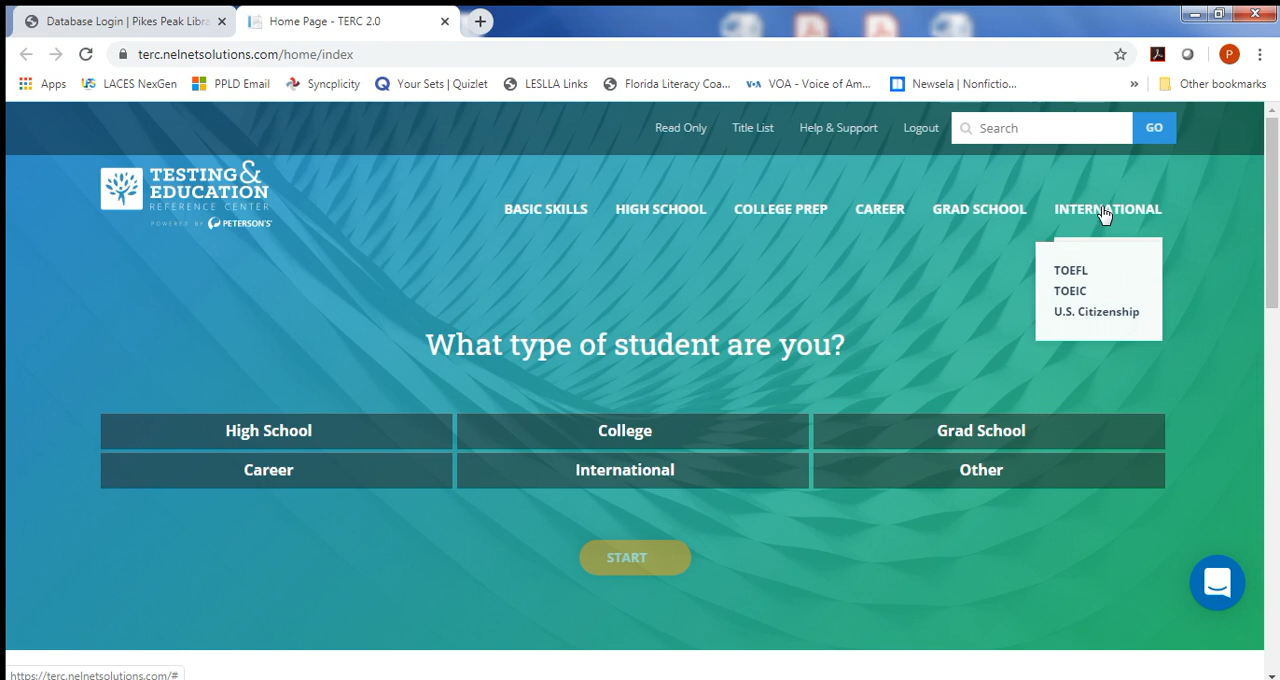 Database Login | Pikes Peak Libra
Home Page - TERC 2.0
terc.nelnetsolutions.com/home/index
P
Apps
LACES NexGen
PPLD Email
Syncplicity
Your Sets | Quizlet
LESLLA Links
Florida Literacy Coa...
VOA - Voice of Am...
Newsela | Nonfictio...
»
Other bookmarks
Read Only
Title List
Help & Support
Logout
Search
GO
TESTING &
EDUCATION
REFERENCE CENTER
POWERED BY PETERSON'S
BASIC SKILLS
HIGH SCHOOL
COLLEGE PREP
CAREER
GRAD SCHOOL
INTERNATIONAL
TOEFL
TOEIC
U.S. Citizenship
What type of student are you?
High School
College
Grad School
Career
International
Other
START
https://terc.nelnetsolutions.com/#